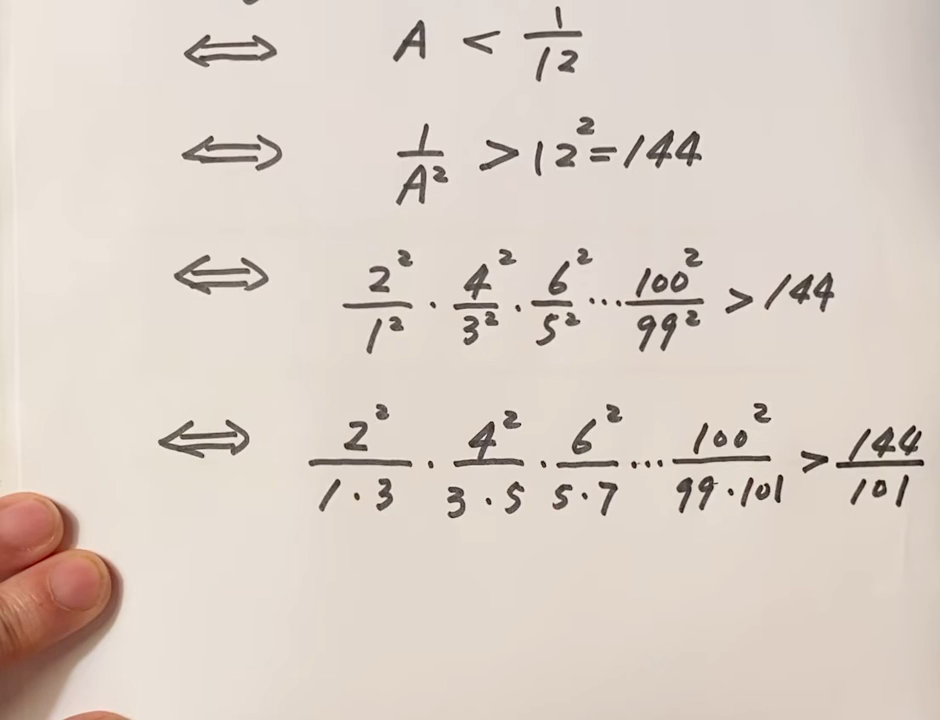 ⟺ A < 1/12
⟺ 1/A² > 12² = 144
⟺ 2²/1² · 4²/3² · 6²/5² ... 100²/99² > 144
⟺ 2²/(1·3) · 4²/(3·5) · 6²/(5·7) ... 100²/(99·101) > 144/101